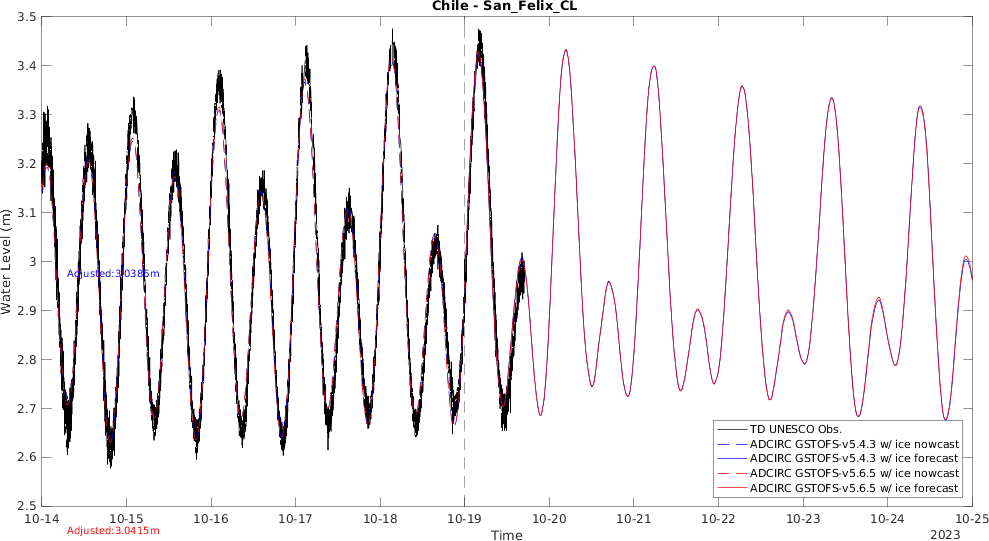 Chile - San_Felix_CL
3.5
3.4
3.3
3.2
3.1
3
2.9
2.8
2.7
2.6
2.5
Water Level (m)
Adjusted:3.0386m
TD UNESCO Obs.
ADCIRC GSTOFS-v5.4.3 w/ ice nowcast
ADCIRC GSTOFS-v5.4.3 w/ ice forecast
ADCIRC GSTOFS-v5.6.5 w/ ice nowcast
ADCIRC GSTOFS-v5.6.5 w/ ice forecast
10-14 10-15 10-16 10-17 10-18 10-19 10-20 10-21 10-22 10-23 10-24 10-25
Adjusted:3.0415m
Time
2023